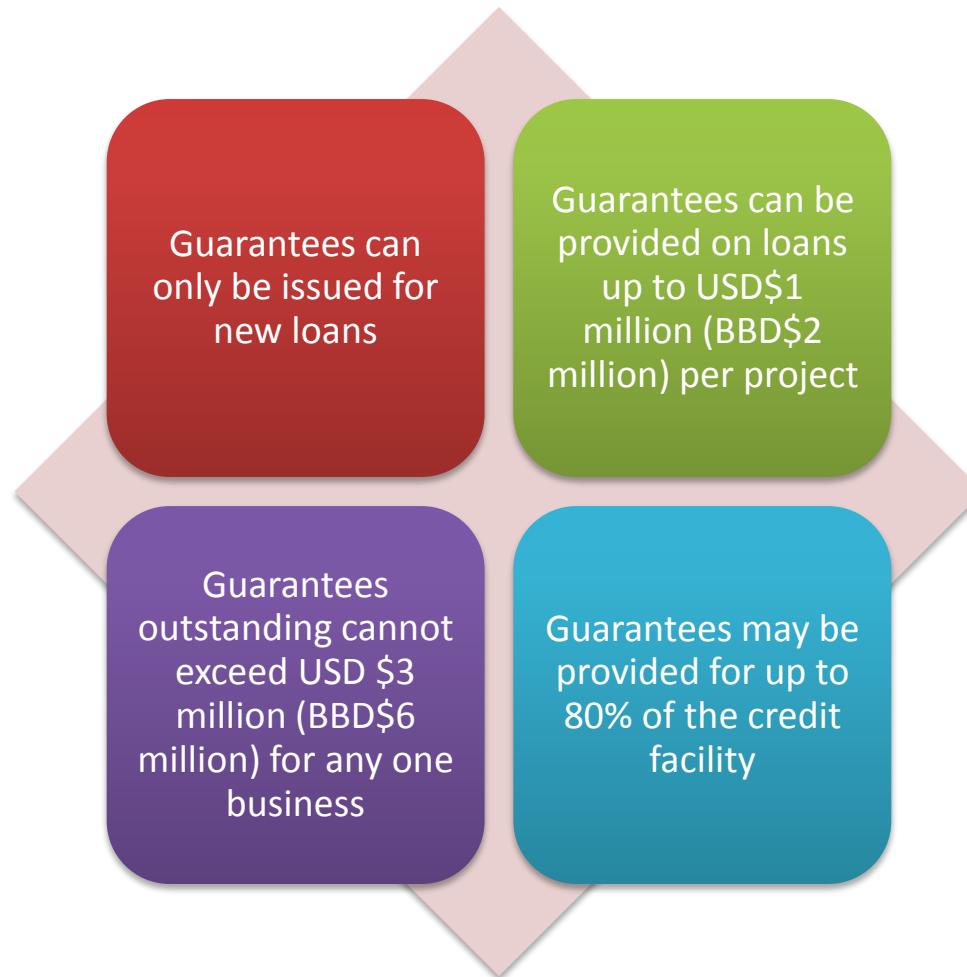 Guarantees can
only be issued for
new loans
Guarantees can be
provided on loans
up to USD$1
million (BBD$2
million) per project
Guarantees
outstanding cannot
exceed USD $3
million (BBD$6
million) for any one
business
Guarantees may be
provided for up to
80% of the credit
facility